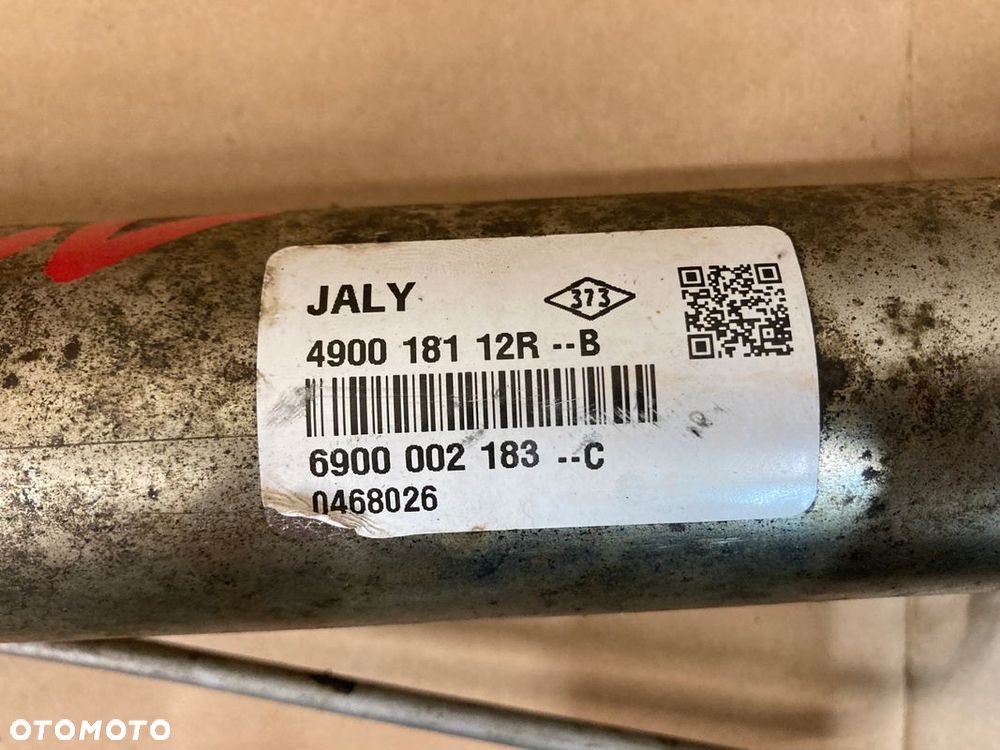 JALY
373
4900 181 12R --B
6900 002 183 --C
0468026
OTOMOTO